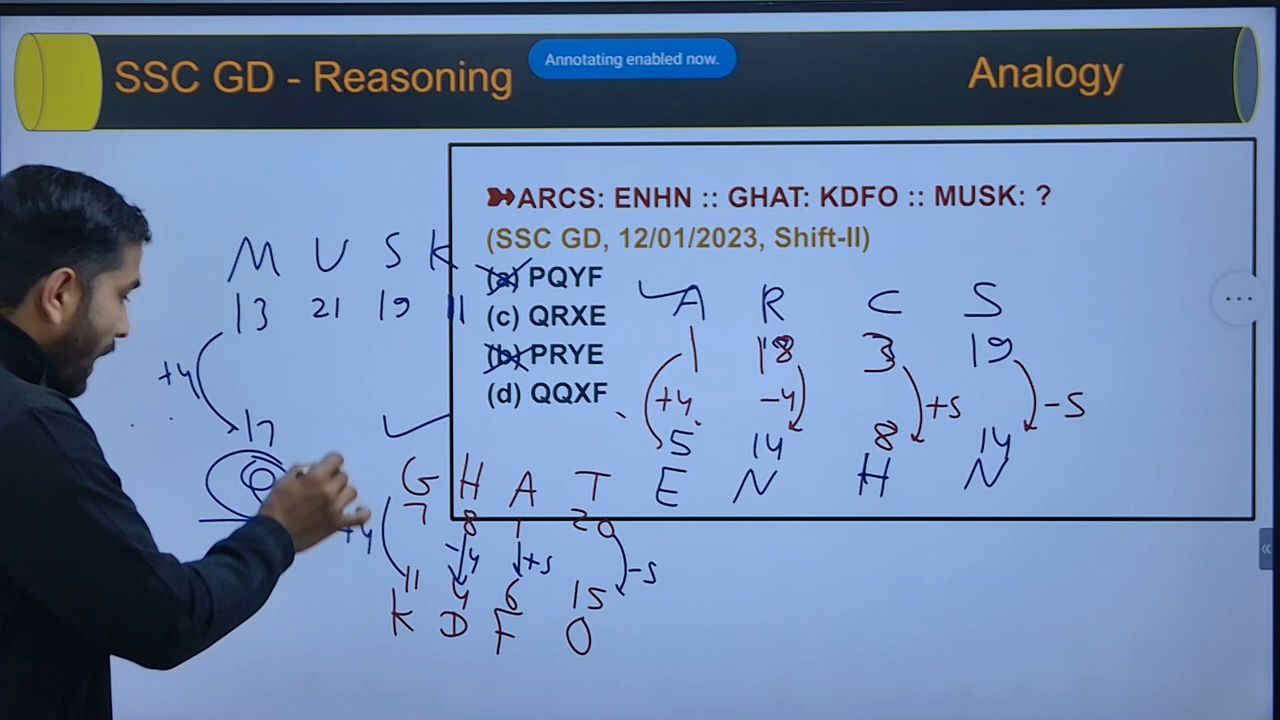 SSC GD - Reasoning
Annotating enabled now.
Analogy
ARCS: ENHN :: GHAT: KDFO :: MUSK: ?
(SSC GD, 12/01/2023, Shift-II)
(a) PQYF
(c) QRXE
(b) PRYE
(d) QQXF
M U S K
13 21 19 11
+4
17
A R C S
1 18 3 19
+4 -4 +5 -5
5 14 8 14
E N H N
G H A T
7 8 1 20
+4 -4 +5 -5
11 4 6 15
K D F O